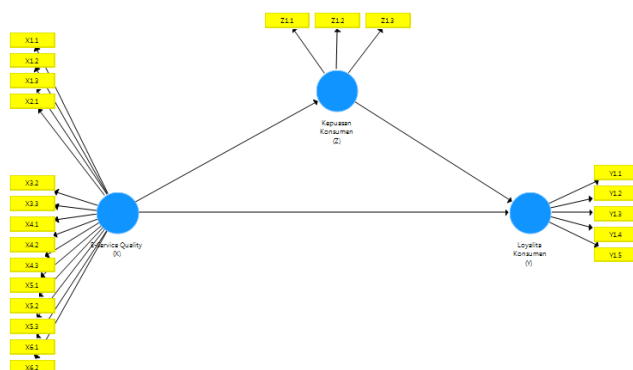 Z1.1
Z1.2
Z1.3
X1.1
X1.2
X1.3
X2.1
Kepuasan
Konsumen
(Z)
X3.2
X3.3
X4.1
X4.2
X4.3
X5.1
X5.2
X5.3
X6.1
X6.2
E-Service Quality
(X)
Loyalita
Konsumen
(Y)
Y1.1
Y1.2
Y1.3
Y1.4
Y1.5